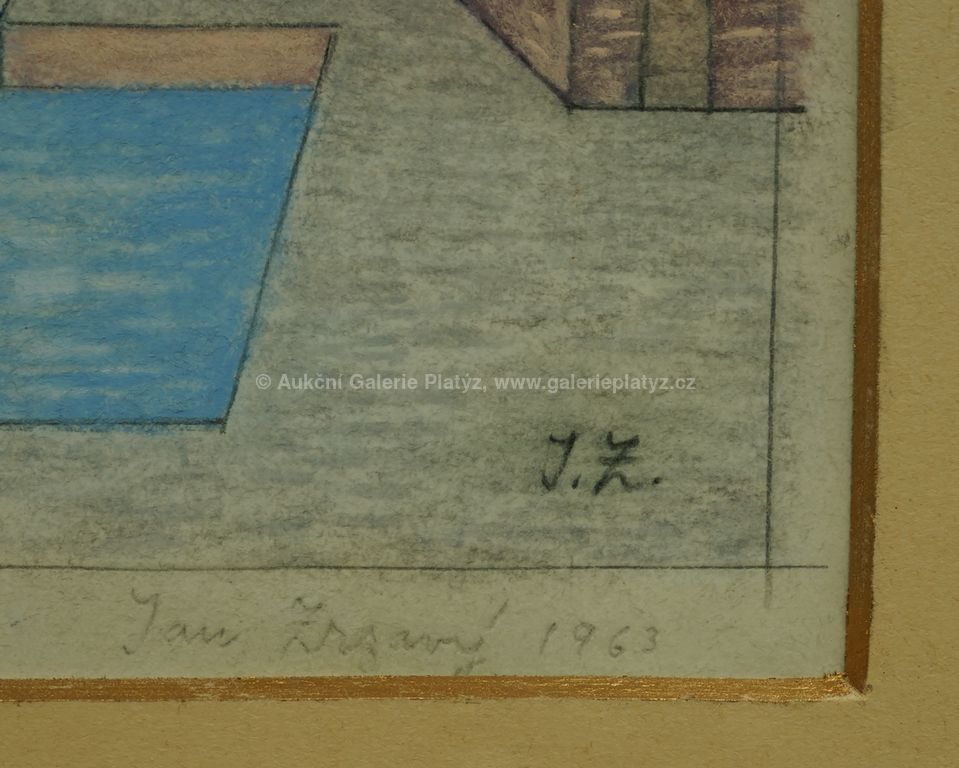 © Aukční Galerie Platýz, www.galerieplatyz.cz
J.Z.
Jan Zrzavý 1963